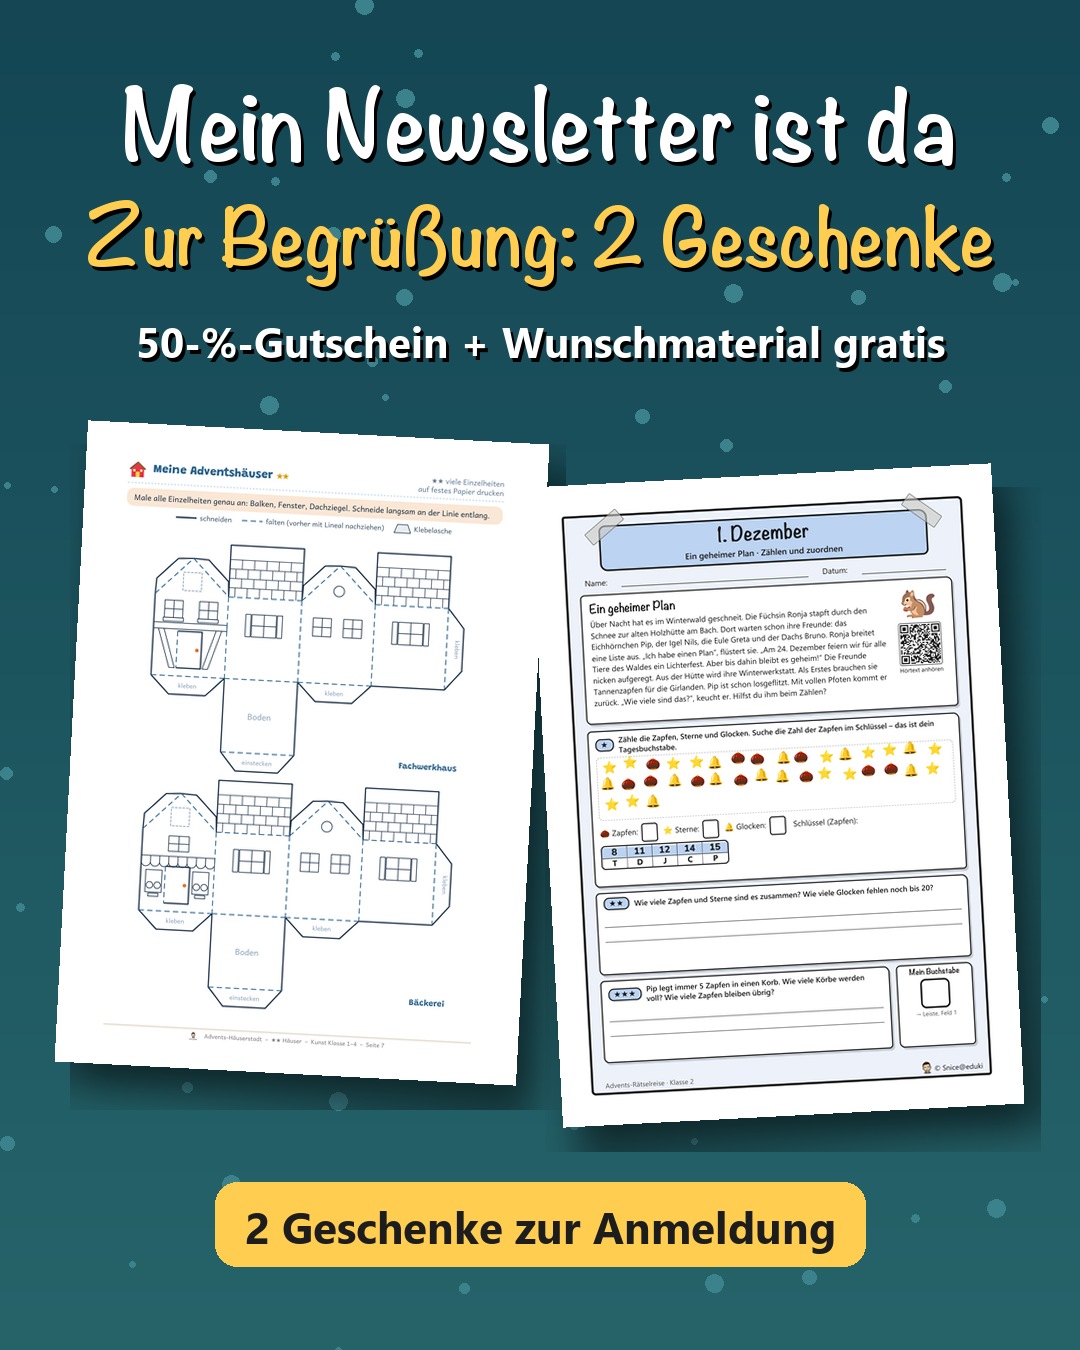 Mein Newsletter ist da
Zur Begrüßung: 2 Geschenke
50-%-Gutschein + Wunschmaterial gratis
Meine Adventshäuser ★★
★★ viele Einzelheiten
auf festes Papier drucken
Male alle Einzelheiten genau an: Balken, Fenster, Dachziegel. Schneide langsam an der Linie entlang.
schneiden falten (vorher mit Lineal nachziehen) Klebelasche
kleben
kleben
kleben
Boden
einstecken
Fachwerkhaus
kleben
kleben
kleben
Boden
einstecken
Bäckerei
Advents-Häuserstadt - ★★ Häuser - Kunst Klasse 1-4 - Seite 7
1. Dezember
Ein geheimer Plan · Zählen und zuordnen
Name: Datum:
Ein geheimer Plan
Über Nacht hat es im Winterwald geschneit. Die Füchsin Ronja stapft durch den
Schnee zur alten Holzhütte am Bach. Dort warten schon ihre Freunde: das
Eichhörnchen Pip, der Igel Nils, die Eule Greta und der Dachs Bruno. Ronja breitet
eine Liste aus. „Ich habe einen Plan", flüstert sie. „Am 24. Dezember feiern wir für alle
Tiere des Waldes ein Lichterfest. Aber bis dahin bleibt es geheim!" Die Freunde
nicken aufgeregt. Aus der Hütte wird ihre Winterwerkstatt. Als Erstes brauchen sie
Tannenzapfen für die Girlanden. Pip ist schon losgeflitzt. Mit vollen Pfoten kommt er
zurück. „Wie viele sind das?", keucht er. Hilfst du ihm beim Zählen?
Hörtext anhören
★ Zähle die Zapfen, Sterne und Glocken. Suche die Zahl der Zapfen im Schlüssel – das ist dein
Tagesbuchstabe.
Zapfen: Sterne: Glocken: Schlüssel (Zapfen):
8 11 12 14 15
T D J C P
★★ Wie viele Zapfen und Sterne sind es zusammen? Wie viele Glocken fehlen noch bis 20?
★★★ Pip legt immer 5 Zapfen in einen Korb. Wie viele Körbe werden
voll? Wie viele Zapfen bleiben übrig?
Mein Buchstabe
→ Leiste, Feld 1
Advents-Rätselreise · Klasse 2
© Snice@eduki
2 Geschenke zur Anmeldung